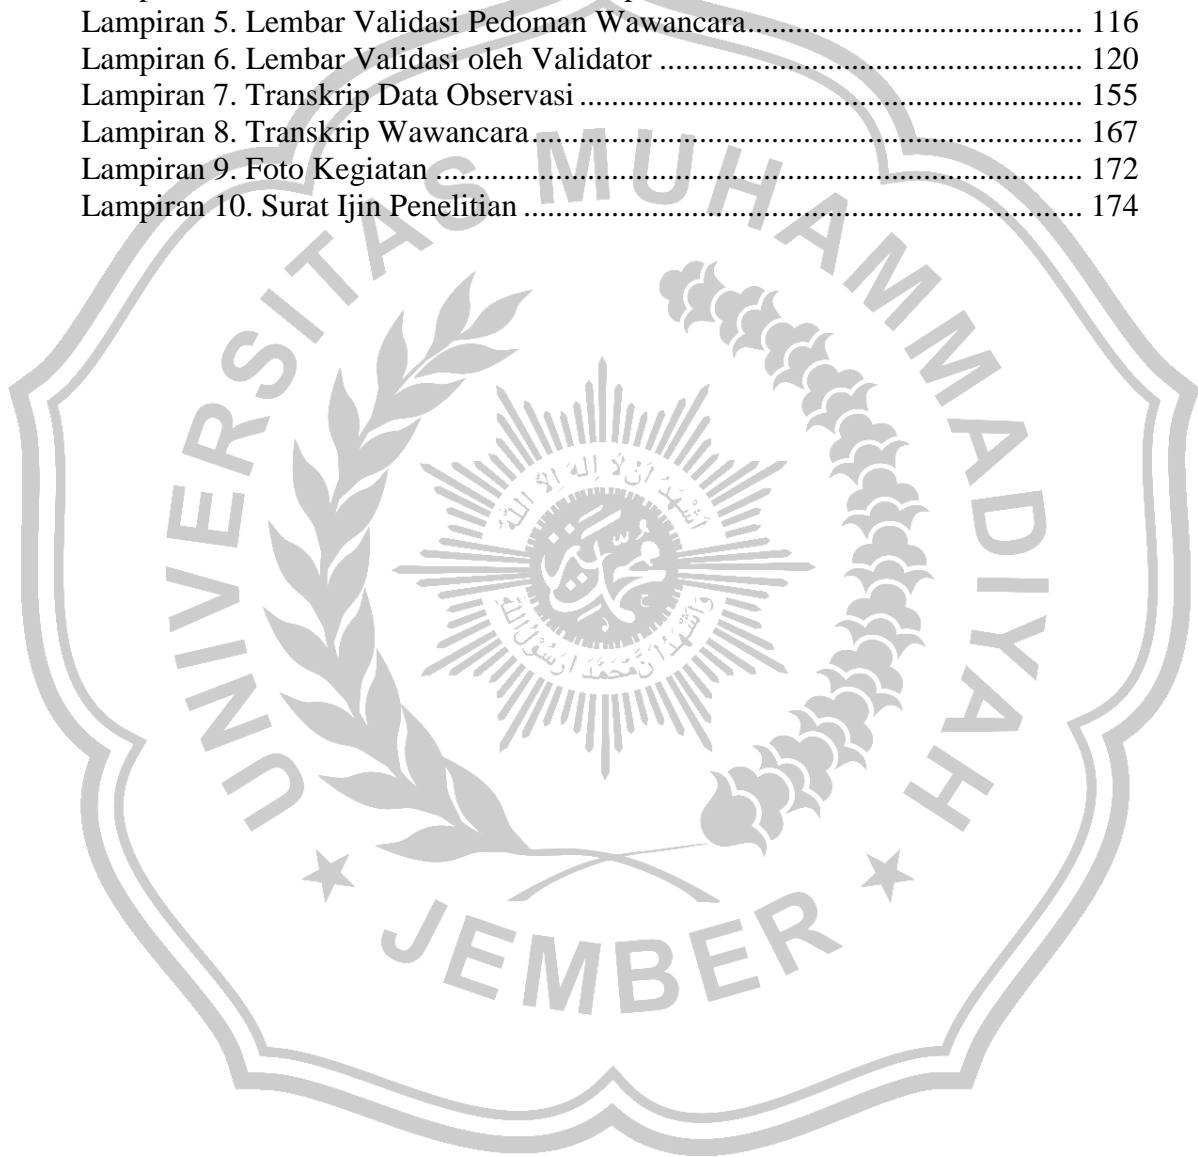 Lampiran 5. Lembar Validasi Pedoman Wawancara.......................................... 116
Lampiran 6. Lembar Validasi oleh Validator ..................................................... 120
Lampiran 7. Transkrip Data Observasi ............................................................... 155
Lampiran 8. Transkrip Wawancara..................................................................... 167
Lampiran 9. Foto Kegiatan ................................................................................. 172
Lampiran 10. Surat Ijin Penelitian ...................................................................... 174
UNIVERSITAS MUHAMMADIYAH
JEMBER